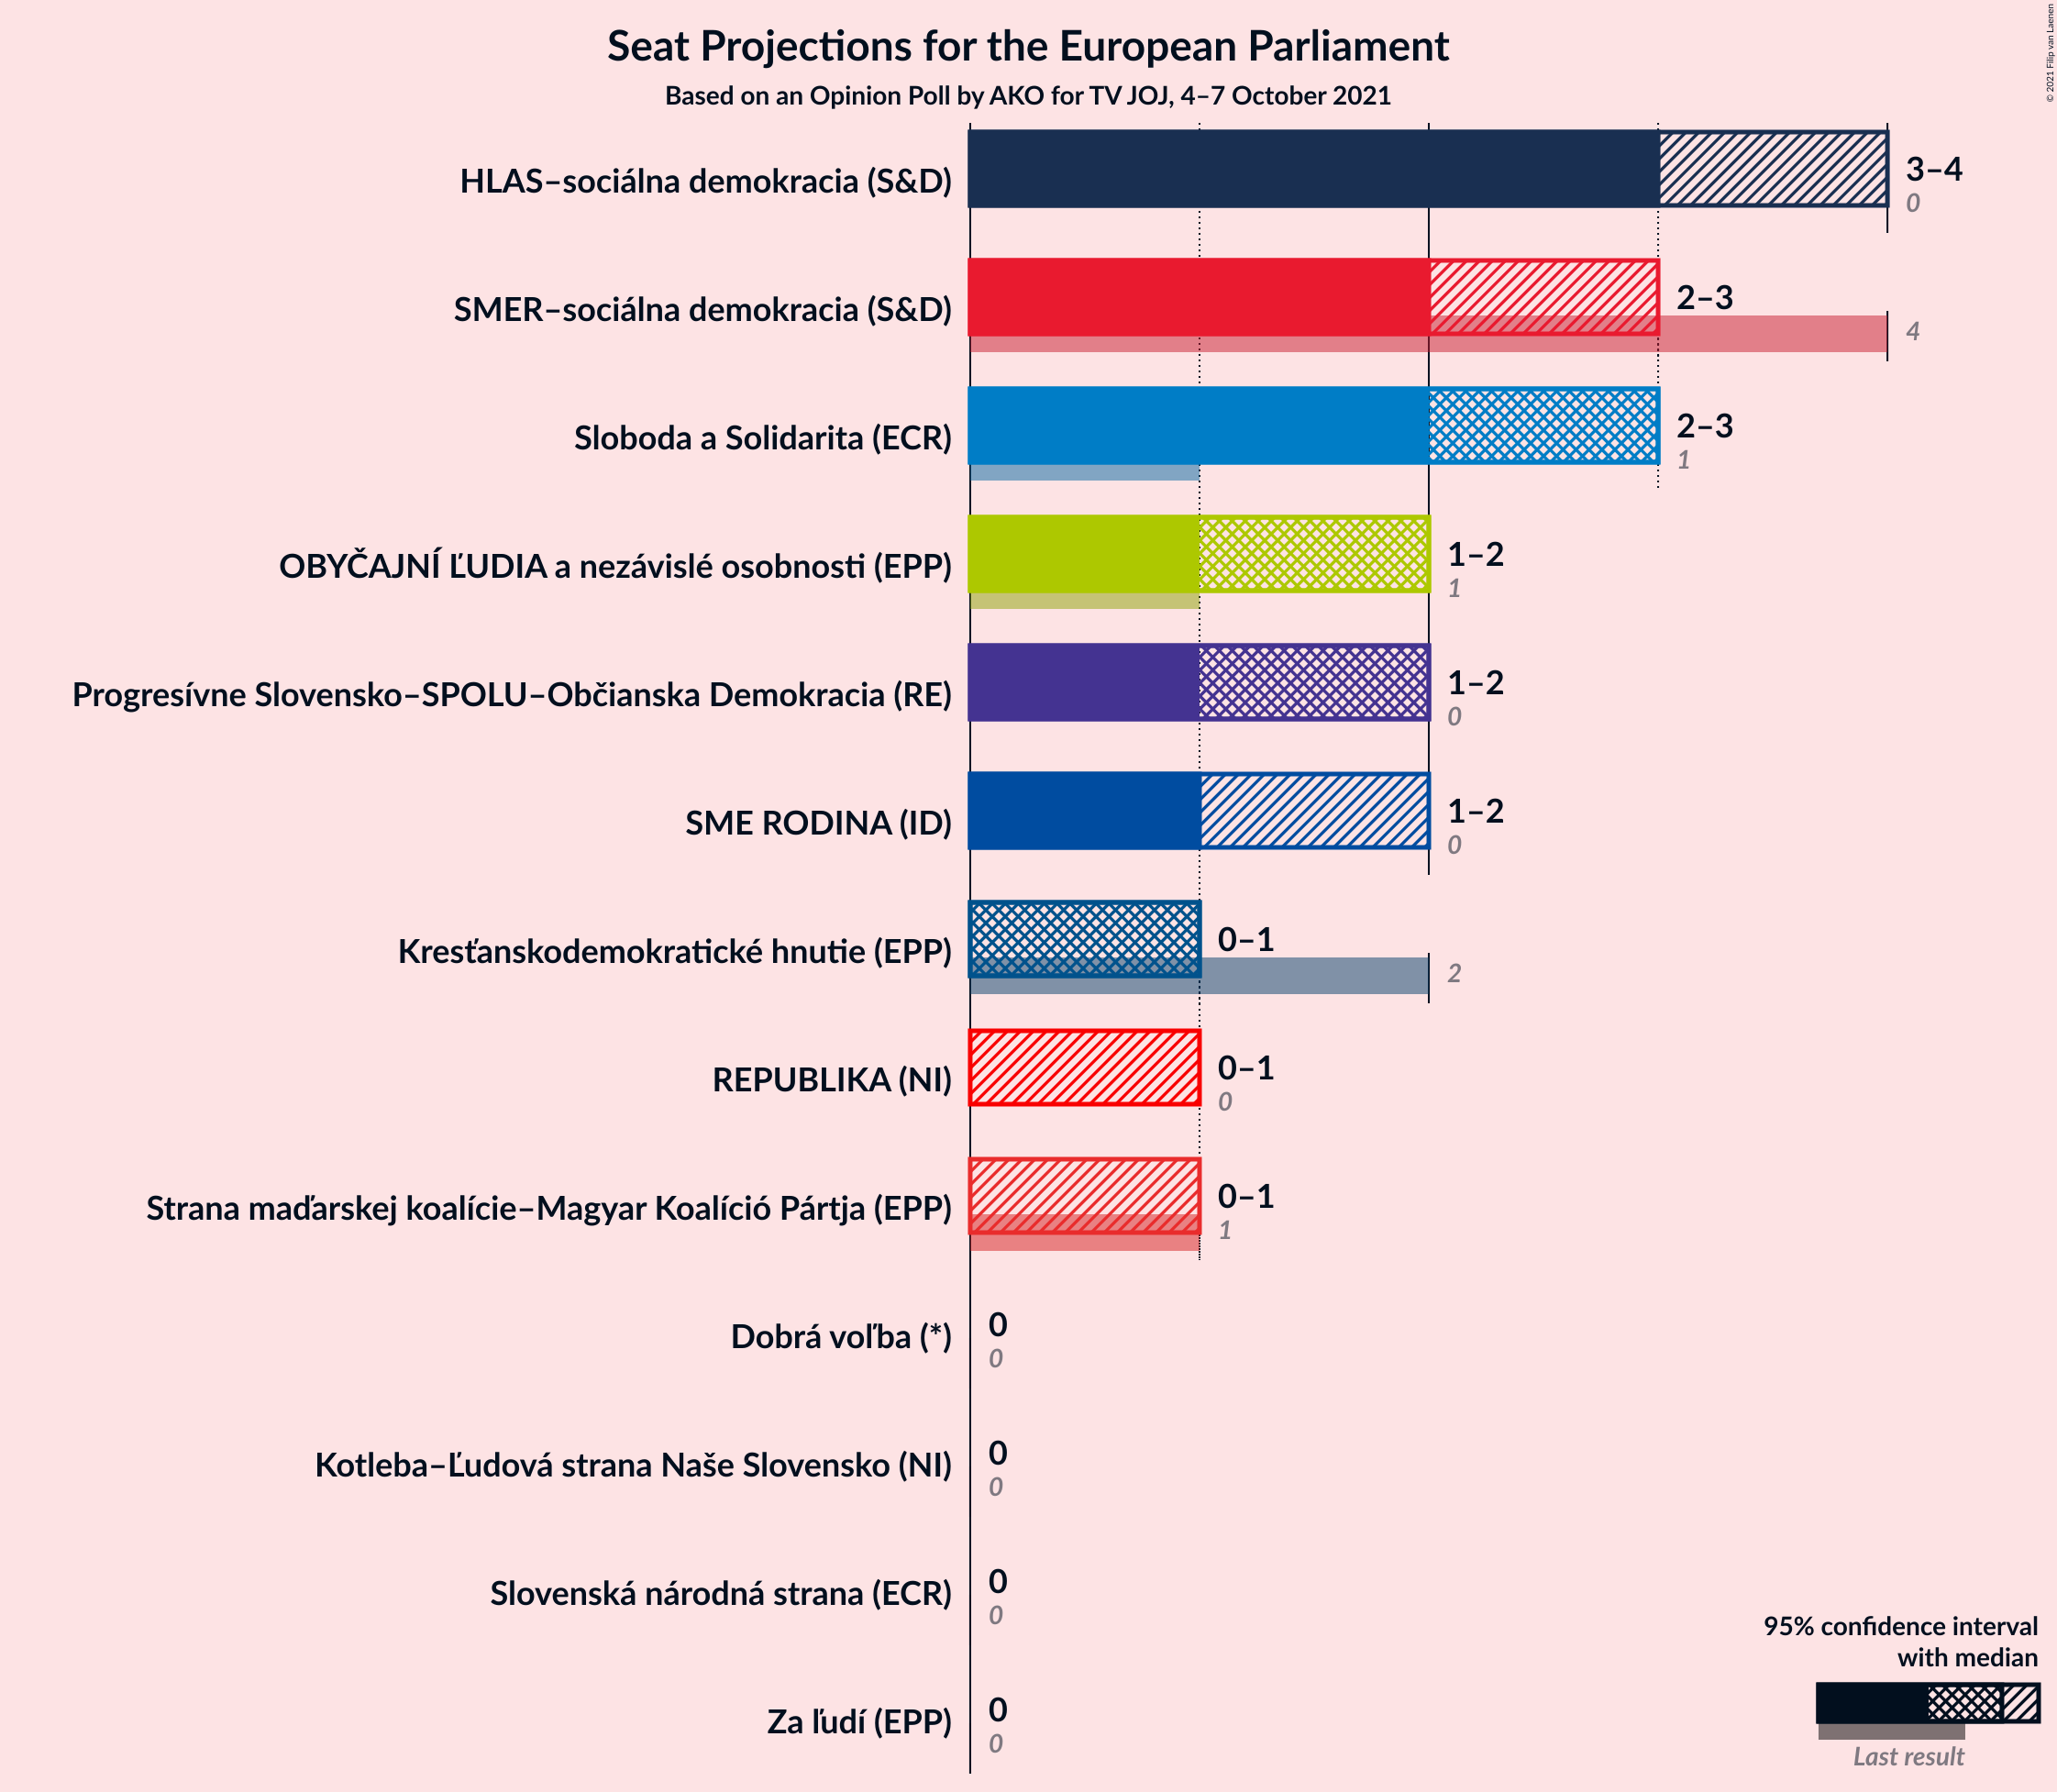 Seat Projections for the European Parliament
Based on an Opinion Poll by AKO for TV JOJ, 4–7 October 2021
© 2021 Filip van Laenen
HLAS–sociálna demokracia (S&D)
3–4
0
SMER–sociálna demokracia (S&D)
2–3
4
Sloboda a Solidarita (ECR)
2–3
1
OBYČAJNÍ ĽUDIA a nezávislé osobnosti (EPP)
1–2
1
Progresívne Slovensko–SPOLU–Občianska Demokracia (RE)
1–2
0
SME RODINA (ID)
1–2
0
Kresťanskodemokratické hnutie (EPP)
0–1
2
REPUBLIKA (NI)
0–1
0
Strana maďarskej koalície–Magyar Koalíció Pártja (EPP)
0–1
1
Dobrá voľba (*)
0
0
Kotleba–Ľudová strana Naše Slovensko (NI)
0
0
Slovenská národná strana (ECR)
0
0
Za ľudí (EPP)
0
0
95% confidence interval
with median
Last result